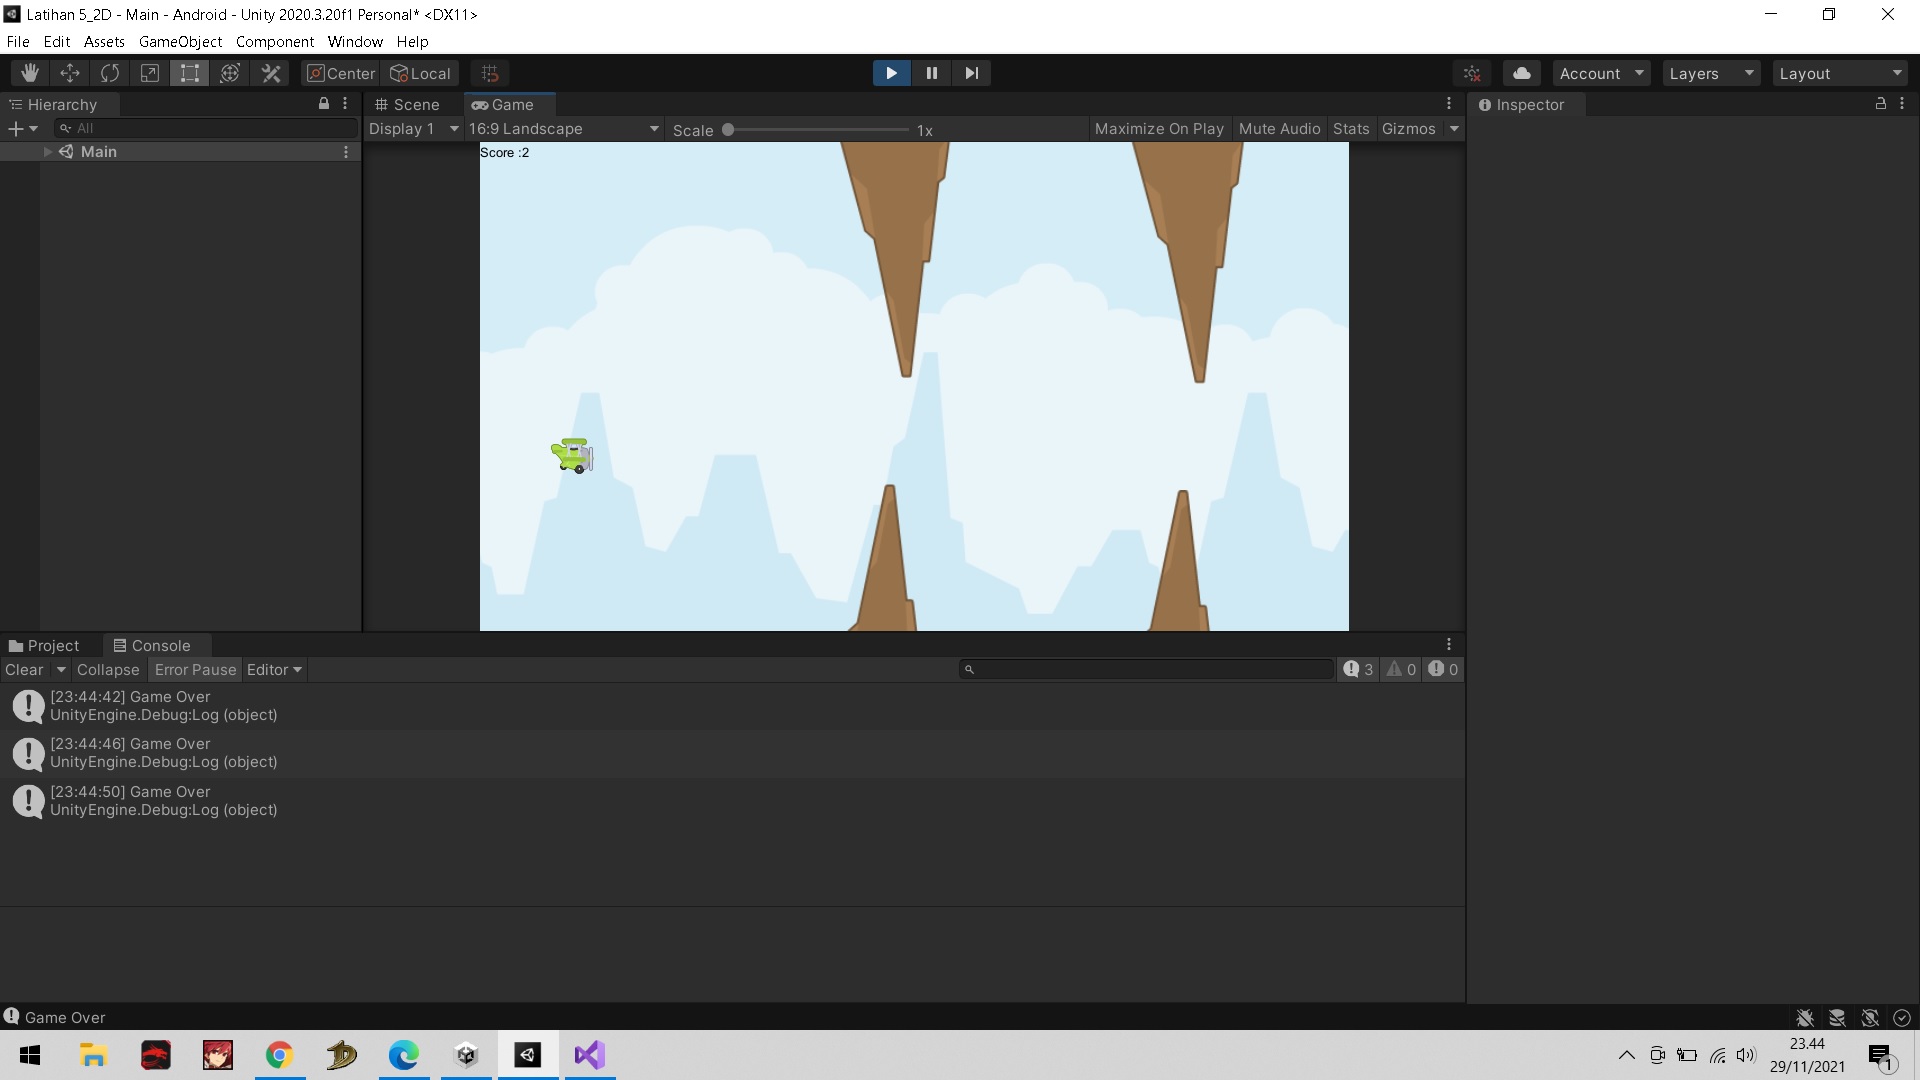 Latihan 5_2D - Main - Android - Unity 2020.3.20f1 Personal* <DX11>
File Edit Assets GameObject Component Window Help
Center Local Account Layers Layout
Hierarchy
All
Main
Scene Game
Display 1 16:9 Landscape Scale 1x Maximize On Play Mute Audio Stats Gizmos
Score :2
Inspector
Project Console
Clear Collapse Error Pause Editor 3 0 0
[23:44:42] Game Over
UnityEngine.Debug:Log (object)
[23:44:46] Game Over
UnityEngine.Debug:Log (object)
[23:44:50] Game Over
UnityEngine.Debug:Log (object)
Game Over
23.44
29/11/2021
1